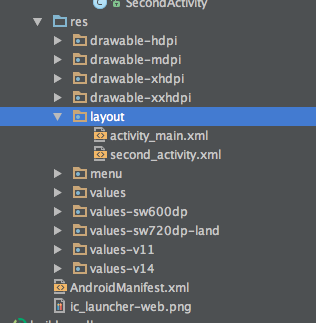 SecondActivity
res
drawable-hdpi
drawable-mdpi
drawable-xhdpi
drawable-xxhdpi
layout
activity_main.xml
second_activity.xml
menu
values
values-sw600dp
values-sw720dp-land
values-v11
values-v14
AndroidManifest.xml
ic_launcher-web.png